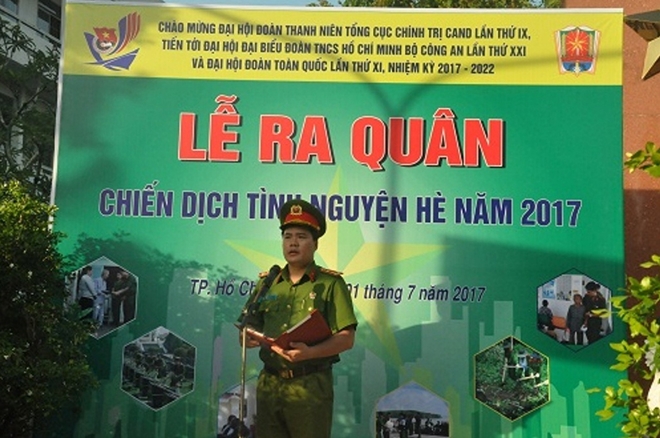 CHÀO MỪNG ĐẠI HỘI ĐOÀN THANH NIÊN TỔNG CỤC CHÍNH TRỊ CAND LẦN THỨ IX,
TIẾN TỚI ĐẠI HỘI ĐẠI BIỂU ĐOÀN TNCS HỒ CHÍ MINH BỘ CÔNG AN LẦN THỨ XXI
VÀ ĐẠI HỘI ĐOÀN TOÀN QUỐC LẦN THỨ XI, NHIỆM KỲ 2017 - 2022
LỄ RA QUÂN
CHIẾN DỊCH TÌNH NGUYỆN HÈ NĂM 2017
TP. Hồ Ch 01 tháng 7 năm 2017